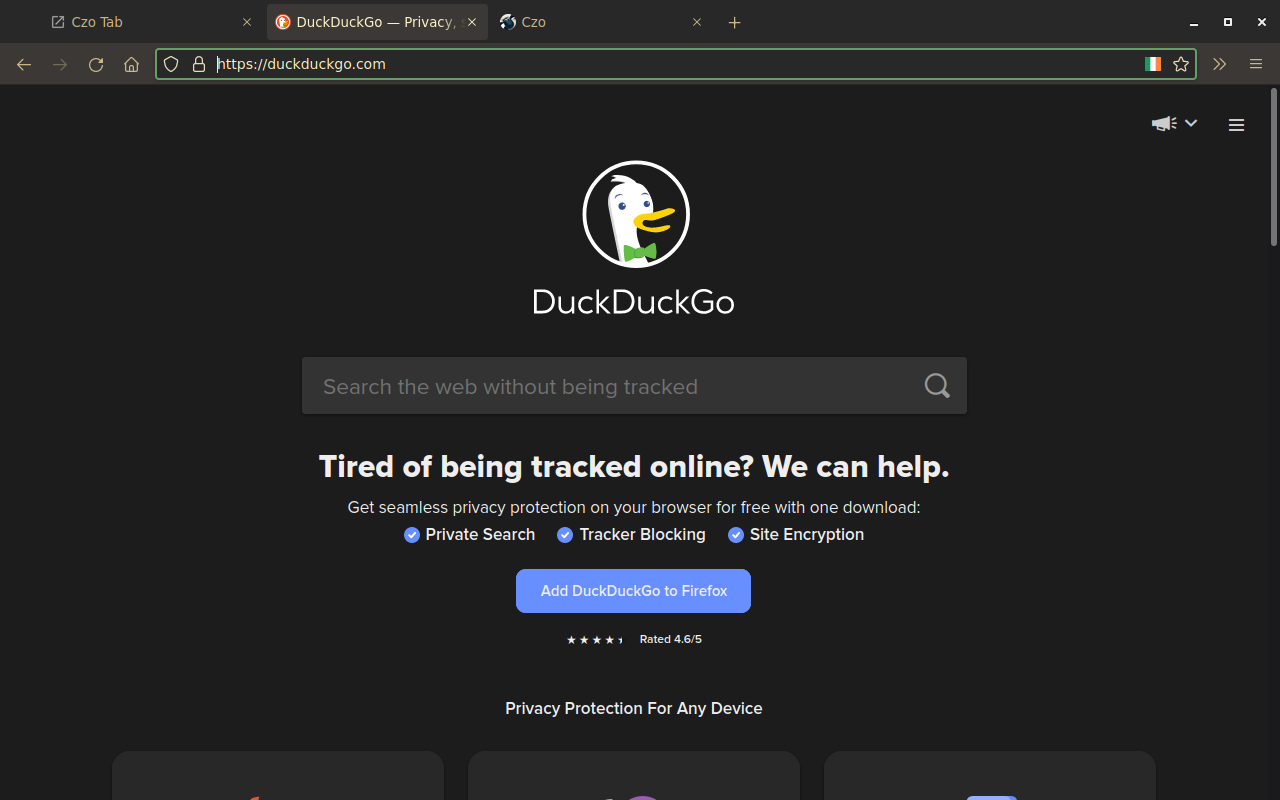 Czo Tab
DuckDuckGo — Privacy,
Czo
https://duckduckgo.com
DuckDuckGo
Search the web without being tracked
Tired of being tracked online? We can help.
Get seamless privacy protection on your browser for free with one download:
Private Search Tracker Blocking Site Encryption
Add DuckDuckGo to Firefox
Rated 4.6/5
Privacy Protection For Any Device